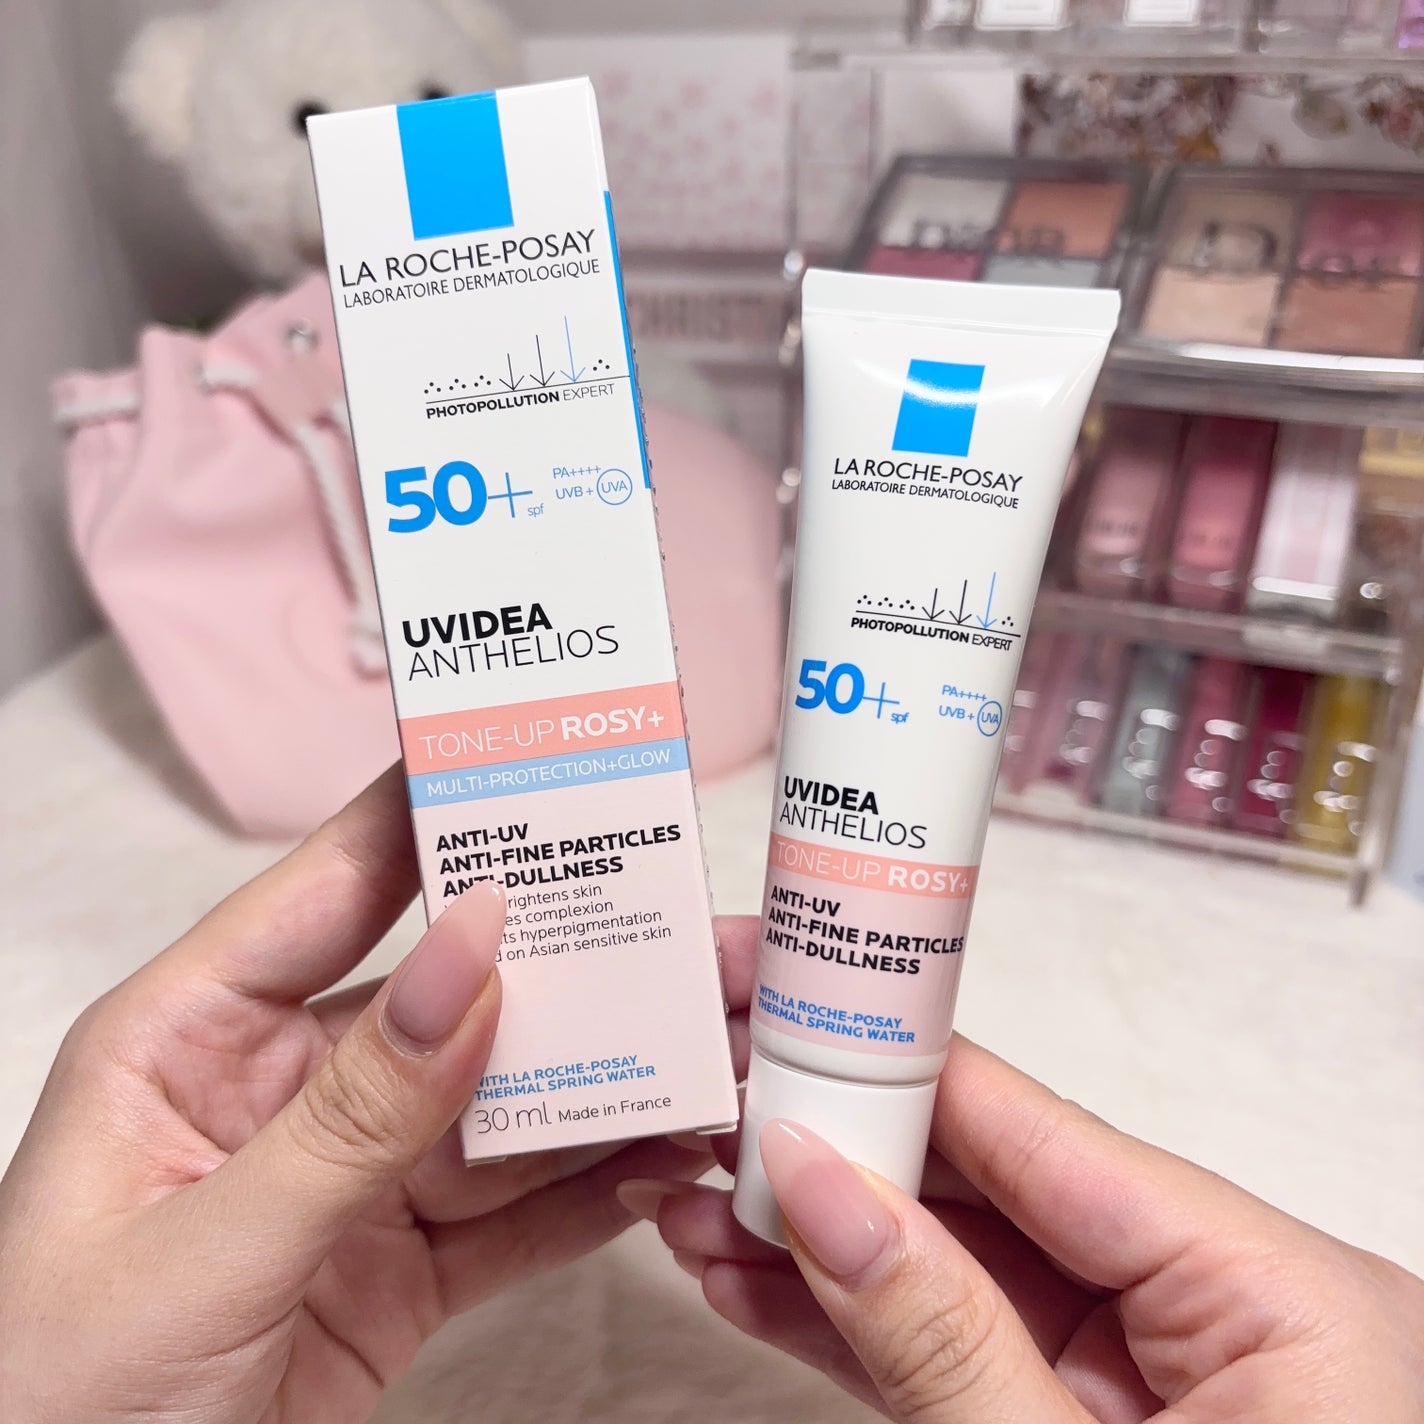 LA ROCHE-POSAY
LABORATOIRE DERMATOLOGIQUE
PHOTOPOLLUTION EXPERT
50+ spf
PA++++
UVB + UVA
UVIDEA
ANTHELIOS
TONE-UP ROSY+
MULTI-PROTECTION+GLOW
ANTI-UV
ANTI-FINE PARTICLES
ANTI-DULLNESS
skin
complexion
hyperpigmentation
on Asian sensitive skin
WITH LA ROCHE-POSAY
THERMAL SPRING WATER
30 ml Made in France
LA ROCHE-POSAY
LABORATOIRE DERMATOLOGIQUE
PHOTOPOLLUTION EXPERT
50+ spf
PA++++
UVB + UVA
UVIDEA
ANTHELIOS
TONE-UP ROSY+
ANTI-UV
ANTI-FINE PARTICLES
ANTI-DULLNESS
WITH LA ROCHE-POSAY
THERMAL SPRING WATER